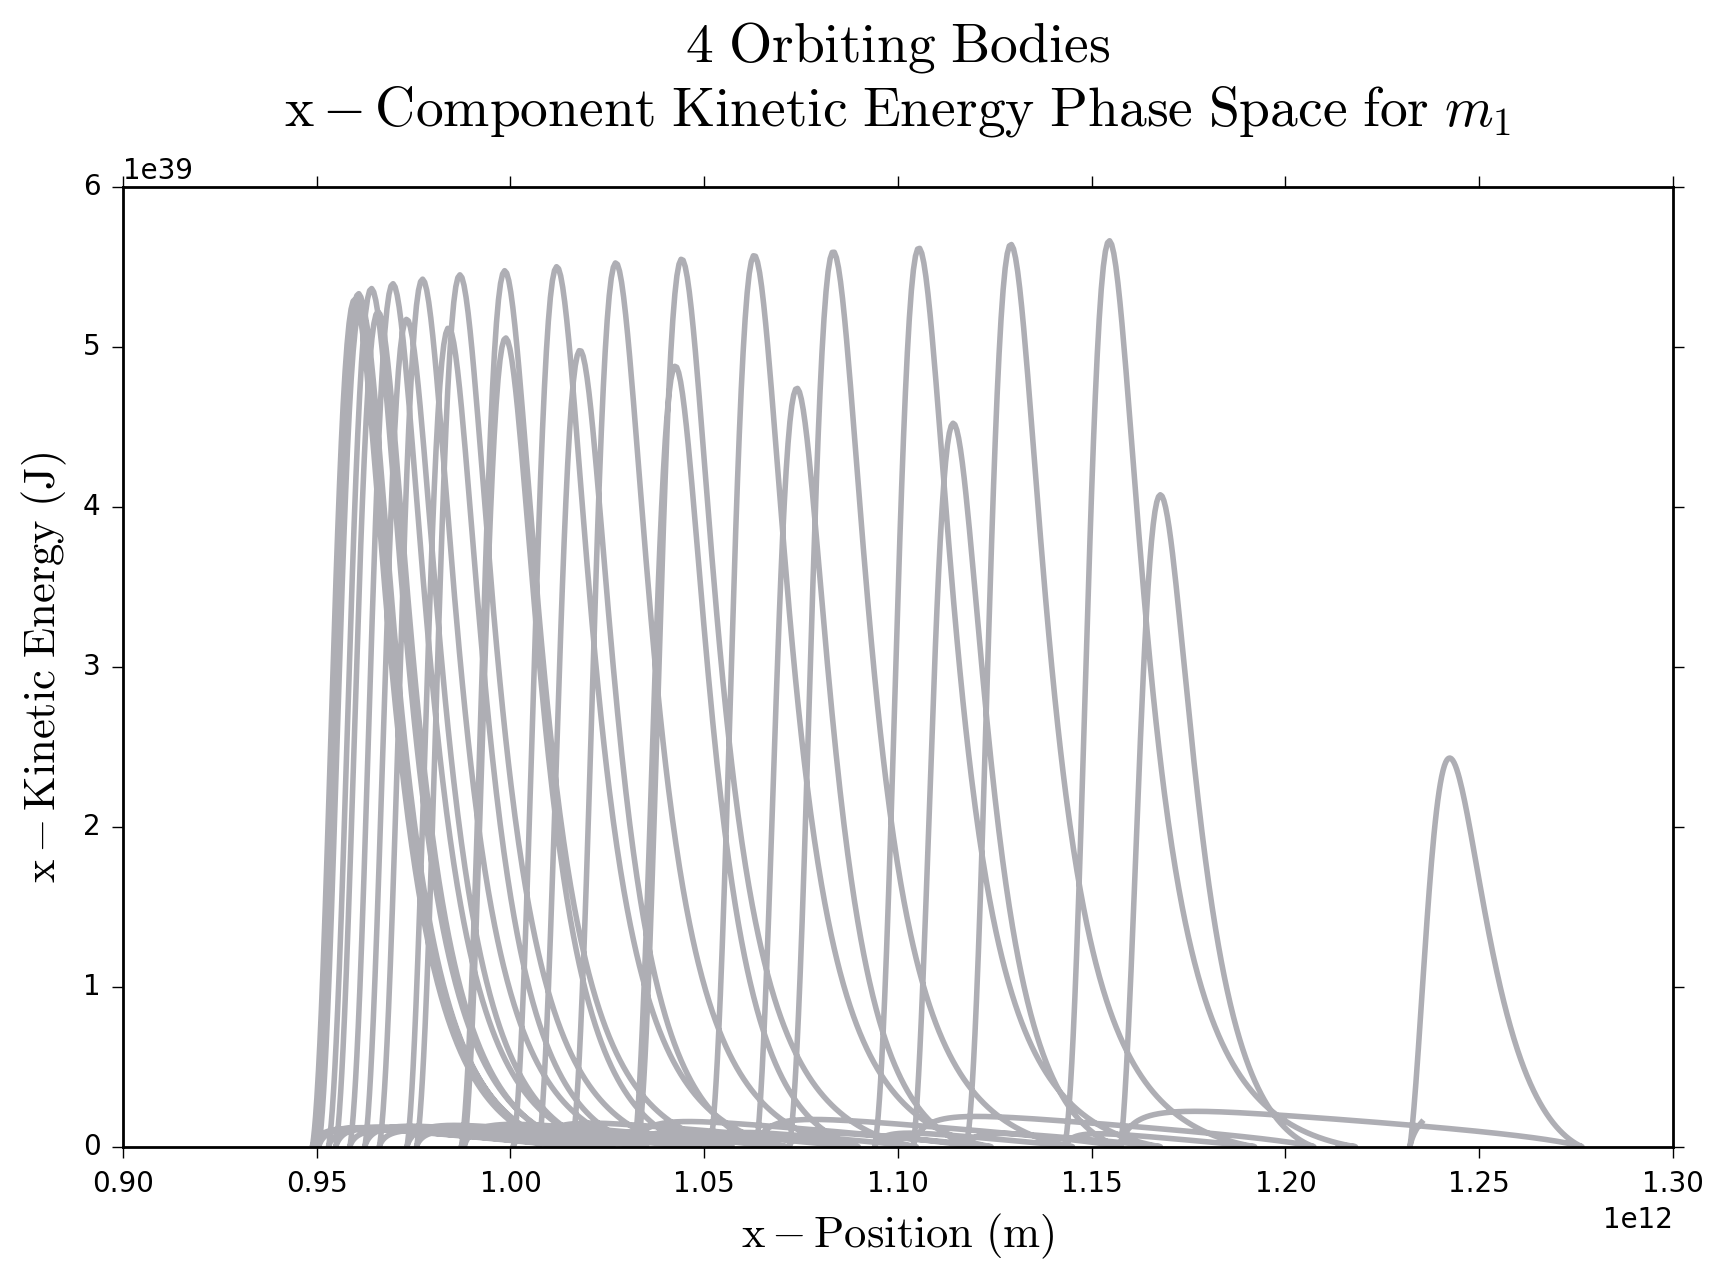 4 Orbiting Bodies
x − Component Kinetic Energy Phase Space for m₁
1e39
6
5
4
3
2
1
0
x − Kinetic Energy (J)
0.90 0.95 1.00 1.05 1.10 1.15 1.20 1.25 1.30
1e12
x − Position (m)